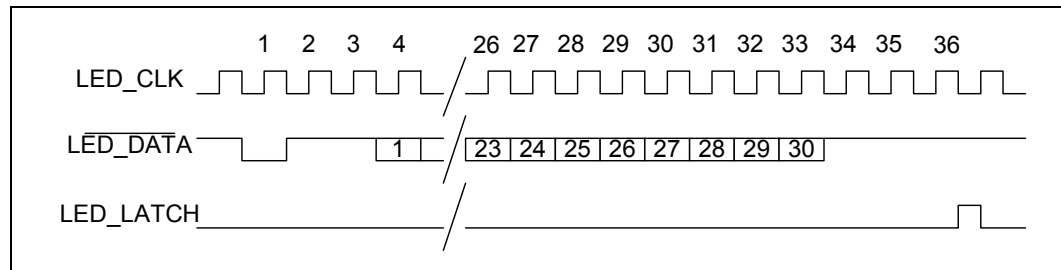 1 2 3 4 26 27 28 29 30 31 32 33 34 35 36
LED_CLK
LED_DATA 1 23 24 25 26 27 28 29 30
LED_LATCH